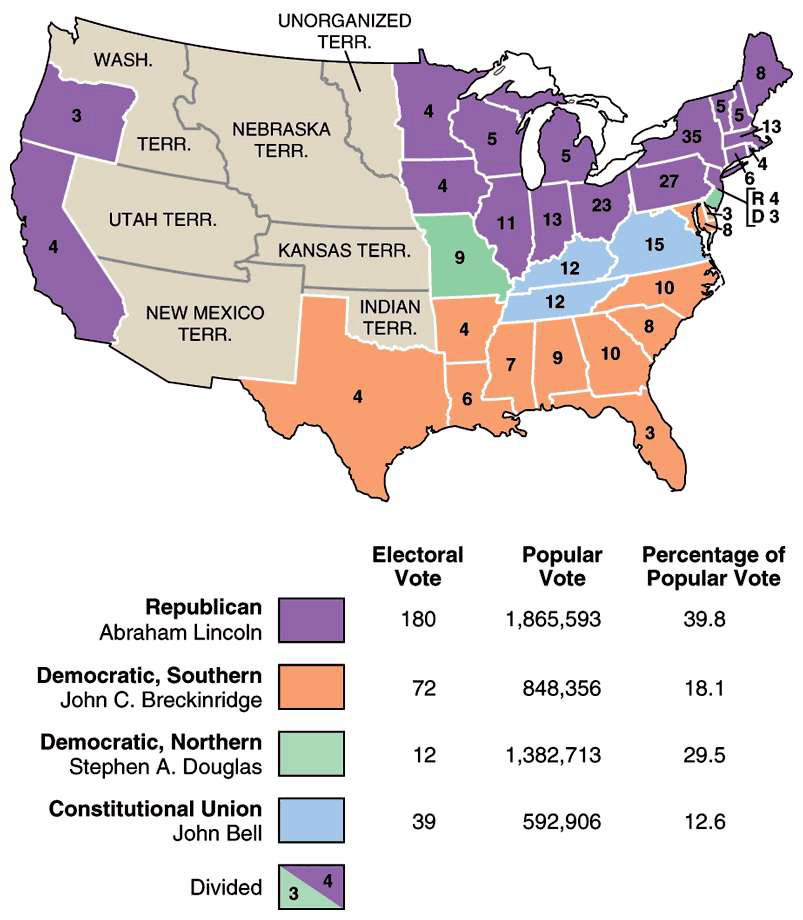 UNORGANIZED
TERR.
WASH.
TERR.
NEBRASKA
TERR.
UTAH TERR.
KANSAS TERR.
NEW MEXICO
TERR.
INDIAN
TERR.
3
4
4
5
5
4
9
11
13
23
27
35
5
5
8
13
4
6
R 4
D 3
3
8
15
12
12
10
8
4
7
9
10
6
4
3
Electoral Vote Popular Vote Percentage of Popular Vote
Republican
Abraham Lincoln 180 1,865,593 39.8
Democratic, Southern
John C. Breckinridge 72 848,356 18.1
Democratic, Northern
Stephen A. Douglas 12 1,382,713 29.5
Constitutional Union
John Bell 39 592,906 12.6
Divided 3 4